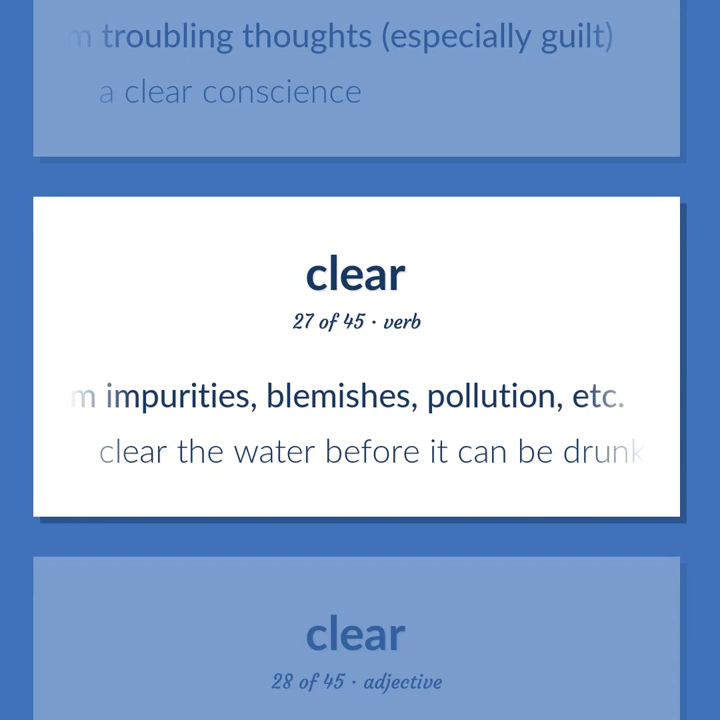 m troubling thoughts (especially guilt)
a clear conscience
clear
27 of 45 · verb
m impurities, blemishes, pollution, etc.
clear the water before it can be drunk
clear
28 of 45 · adjective